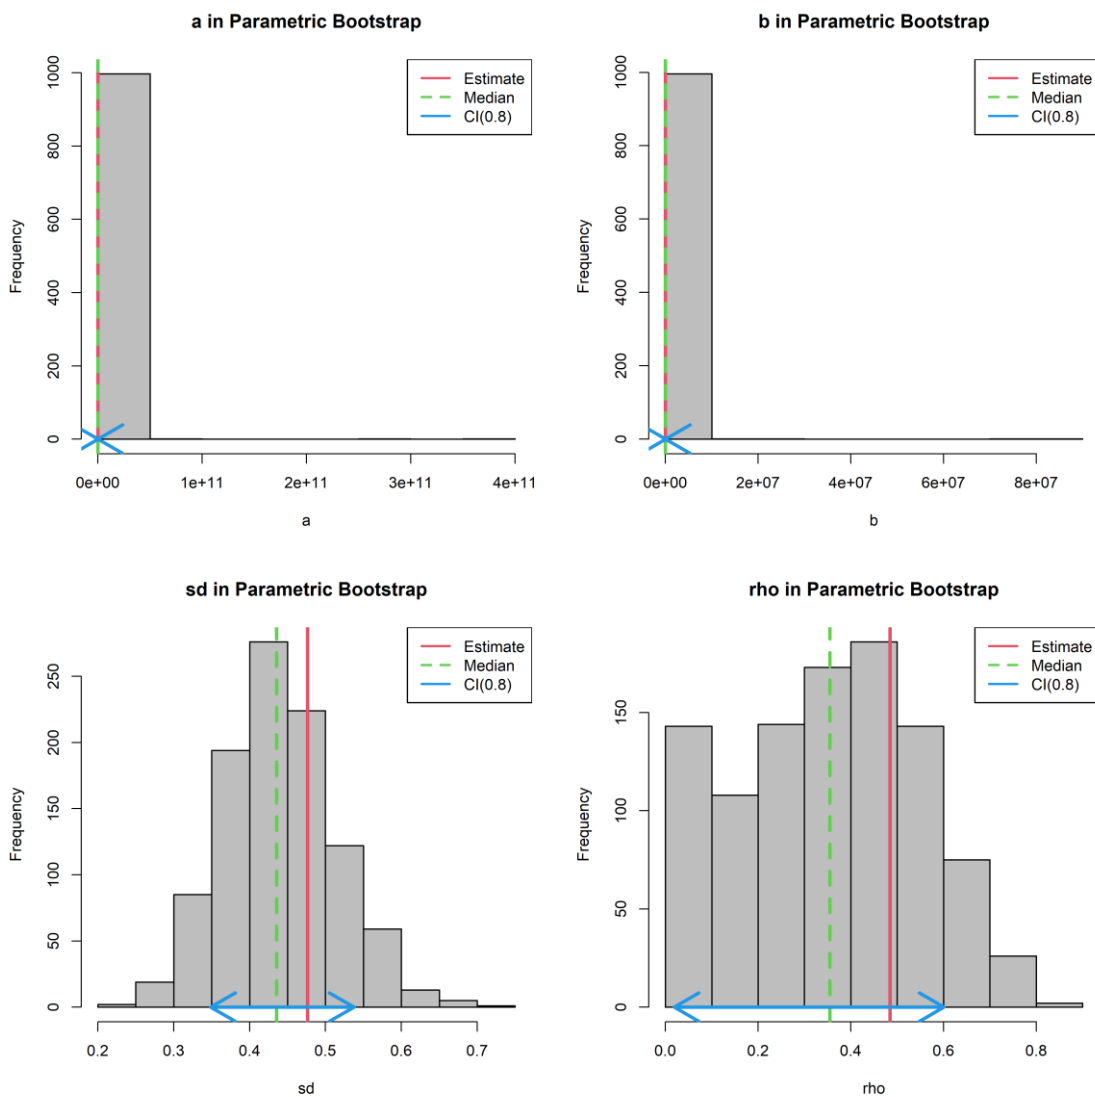 a in Parametric Bootstrap
Estimate
Median
CI(0.8)
Frequency
0
200
400
600
800
1000
0e+00 1e+11 2e+11 3e+11 4e+11
a
b in Parametric Bootstrap
Estimate
Median
CI(0.8)
Frequency
0
200
400
600
800
1000
0e+00 2e+07 4e+07 6e+07 8e+07
b
sd in Parametric Bootstrap
Estimate
Median
CI(0.8)
Frequency
0
50
100
150
200
250
0.2 0.3 0.4 0.5 0.6 0.7
sd
rho in Parametric Bootstrap
Estimate
Median
CI(0.8)
Frequency
0
50
100
150
0.0 0.2 0.4 0.6 0.8
rho